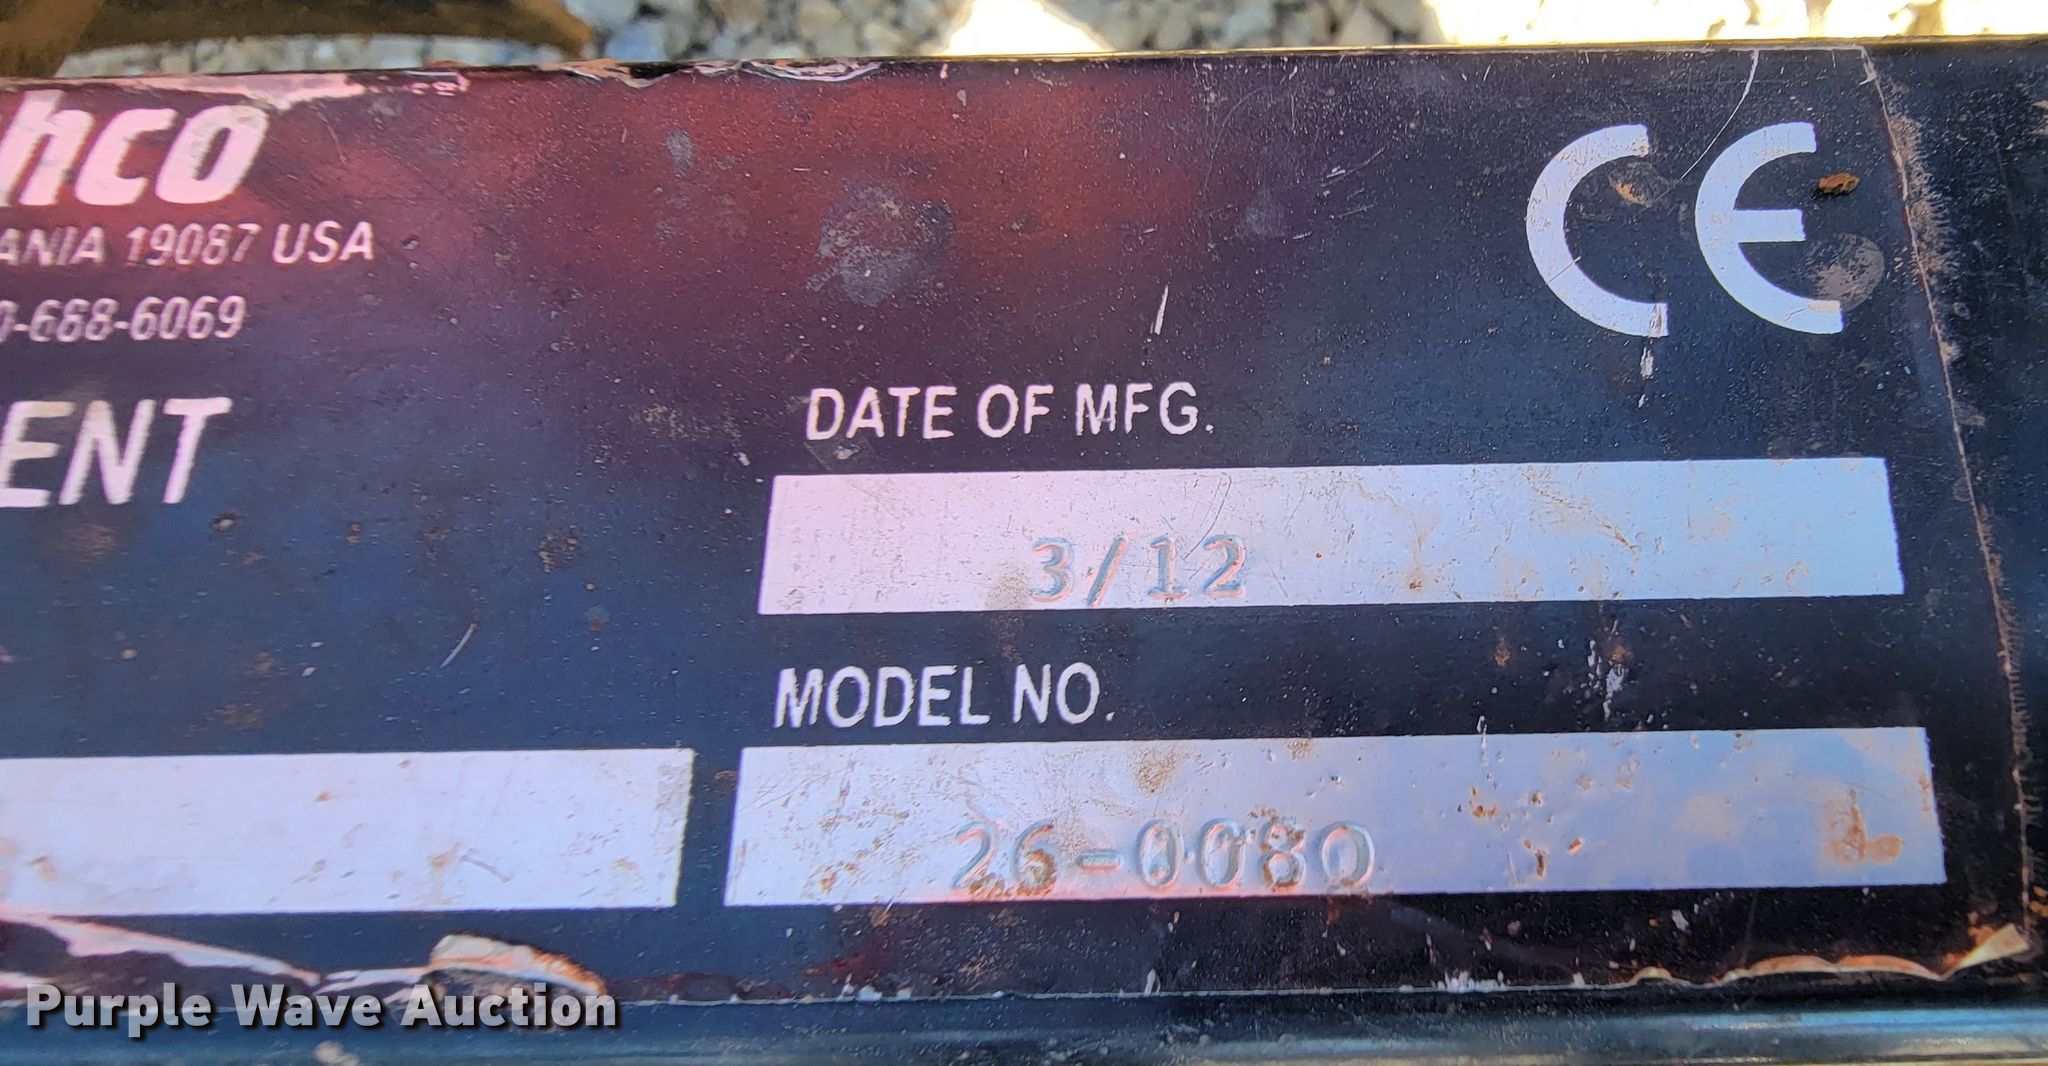 hco
ANIA 19087 USA
0-688-6069
ENT
CE
DATE OF MFG.
3/12
MODEL NO.
26-0080
Purple Wave Auction